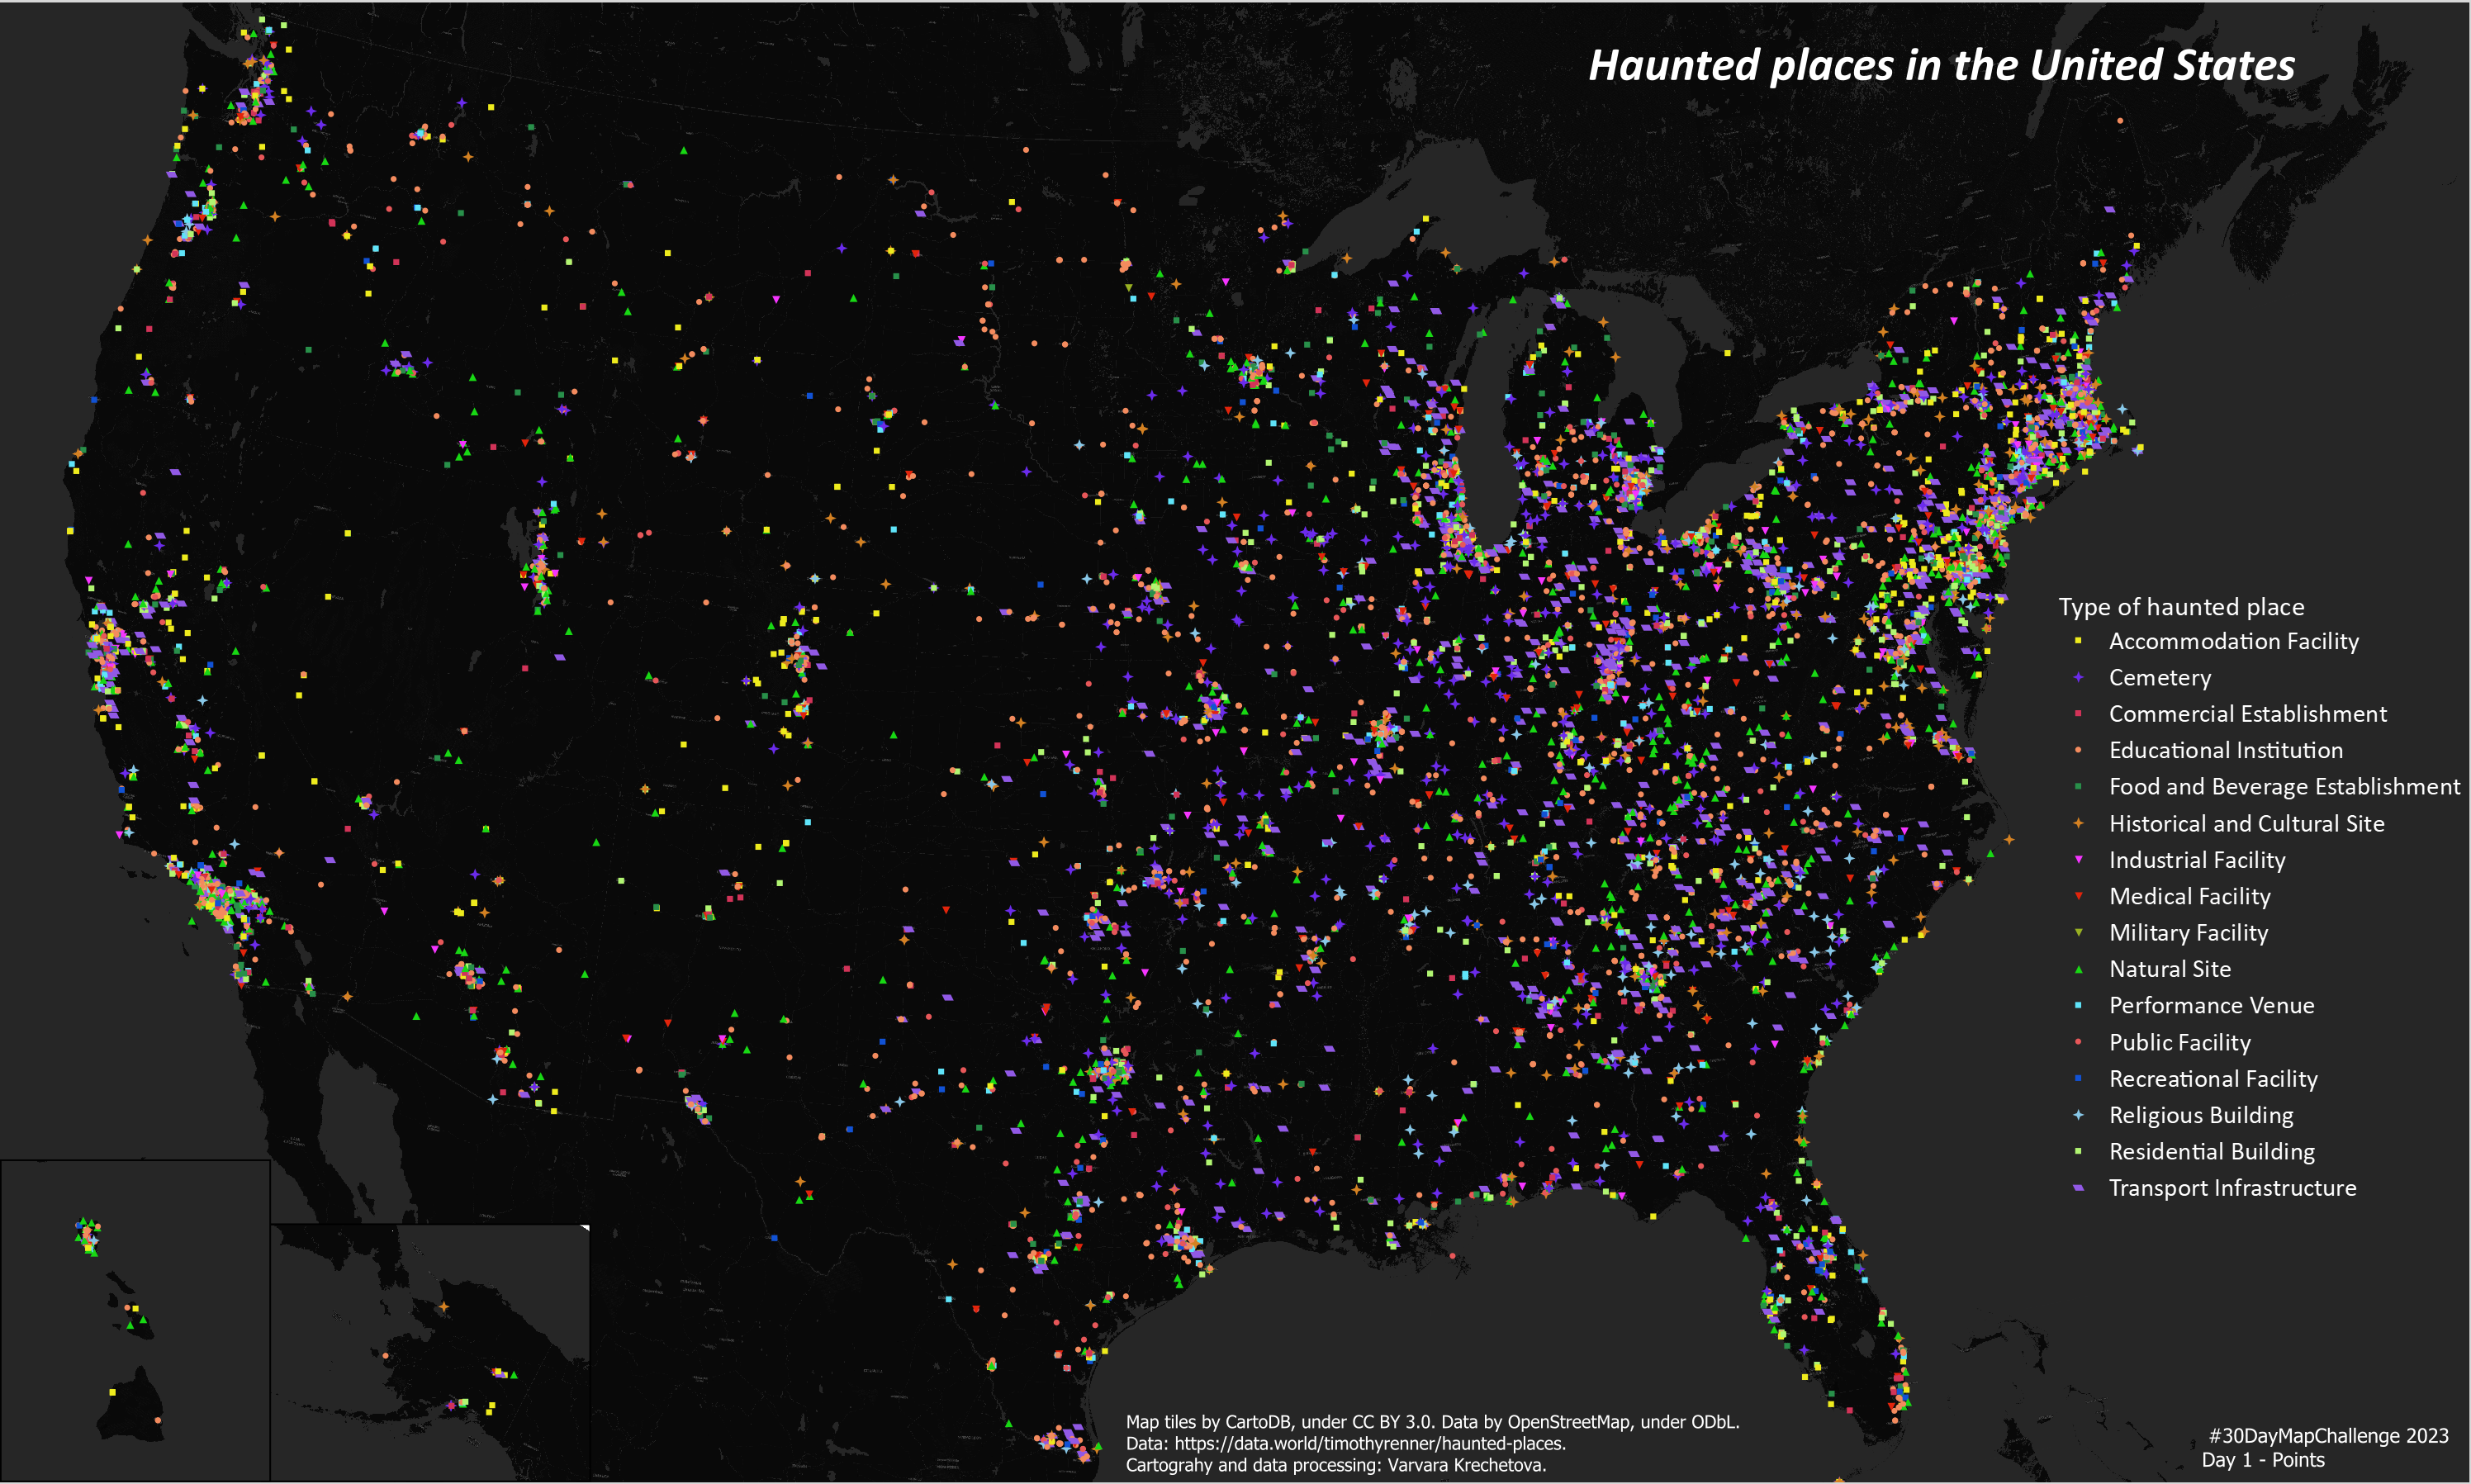 Haunted places in the United States
Type of haunted place
Accommodation Facility
Cemetery
Commercial Establishment
Educational Institution
Food and Beverage Establishment
Historical and Cultural Site
Industrial Facility
Medical Facility
Military Facility
Natural Site
Performance Venue
Public Facility
Recreational Facility
Religious Building
Residential Building
Transport Infrastructure
Map tiles by CartoDB, under CC BY 3.0. Data by OpenStreetMap, under ODbL.
Data: https://data.world/timothyrenner/haunted-places.
Cartograhy and data processing: Varvara Krechetova.
#30DayMapChallenge 2023
Day 1 - Points